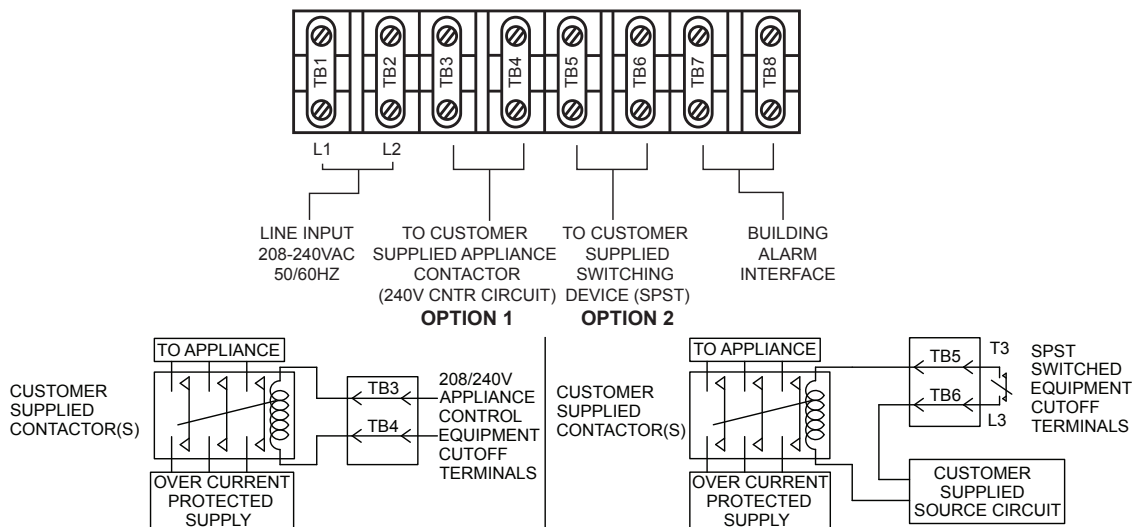 TB1
TB2
TB3
TB4
TB5
TB6
TB7
TB8
L1
L2
LINE INPUT
208-240VAC
50/60HZ
TO CUSTOMER
SUPPLIED APPLIANCE
CONTACTOR
(240V CNTR CIRCUIT)
OPTION 1
TO CUSTOMER
SUPPLIED
SWITCHING
DEVICE (SPST)
OPTION 2
BUILDING
ALARM
INTERFACE
TO APPLIANCE
CUSTOMER
SUPPLIED
CONTACTOR(S)
OVER CURRENT
PROTECTED
SUPPLY
TB3
TB4
208/240V
APPLIANCE
CONTROL
EQUIPMENT
CUTOFF
TERMINALS
TO APPLIANCE
CUSTOMER
SUPPLIED
CONTACTOR(S)
OVER CURRENT
PROTECTED
SUPPLY
TB5
TB6
T3
L3
SPST
SWITCHED
EQUIPMENT
CUTOFF
TERMINALS
CUSTOMER
SUPPLIED
SOURCE CIRCUIT